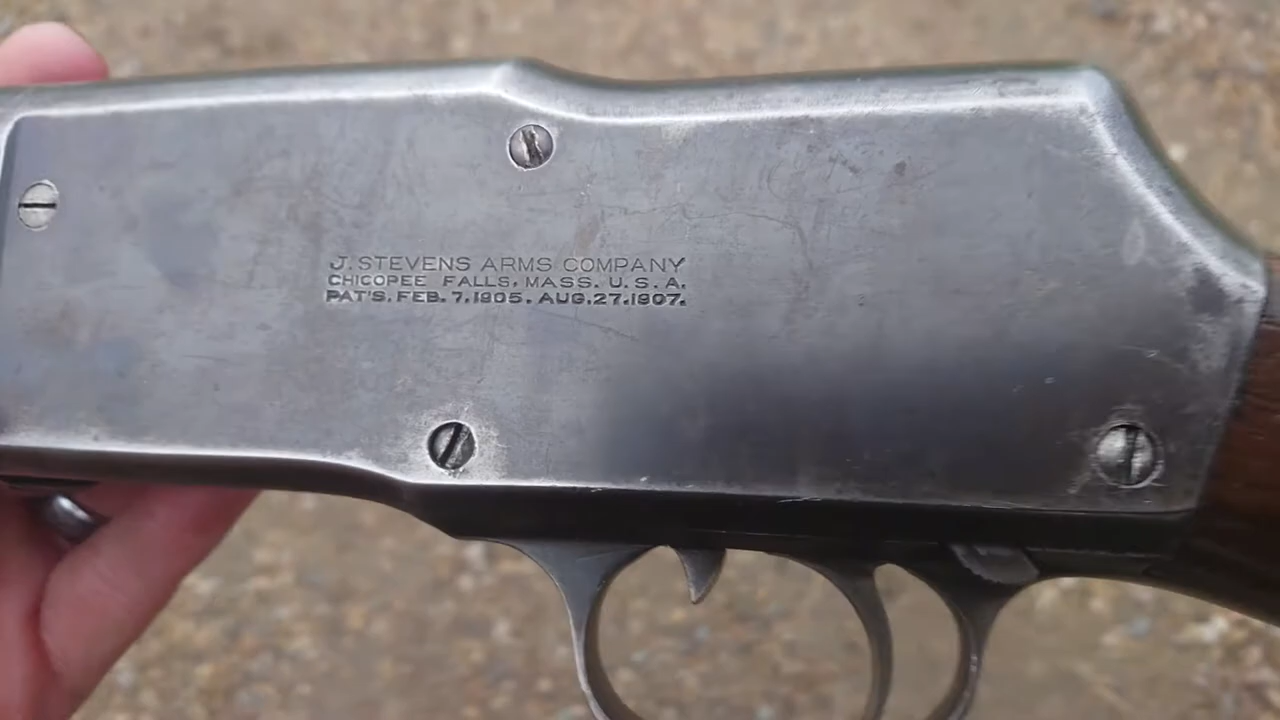 J. STEVENS ARMS COMPANY
CHICOPEE FALLS, MASS. U.S.A.
PAT'S. FEB. 7.1905. AUG.27.1907.